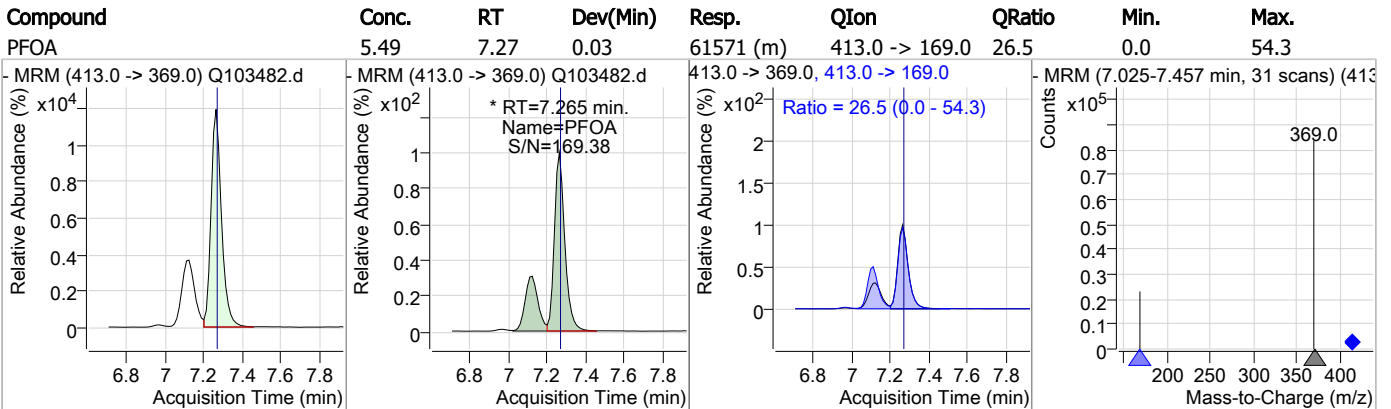 Compound Conc. RT Dev(Min) Resp. QIon QRatio Min. Max.
PFOA 5.49 7.27 0.03 61571 (m) 413.0 -> 169.0 26.5 0.0 54.3
- MRM (413.0 -> 369.0) Q103482.d
x10⁴
Relative Abundance (%)
1
0.8
0.6
0.4
0.2
0
6.8 7 7.2 7.4 7.6 7.8
Acquisition Time (min)
- MRM (413.0 -> 369.0) Q103482.d
x10²
* RT=7.265 min.
Name=PFOA
S/N=169.38
Relative Abundance (%)
1
0.8
0.6
0.4
0.2
0
6.8 7 7.2 7.4 7.6 7.8
Acquisition Time (min)
413.0 -> 369.0, 413.0 -> 169.0
x10²
Ratio = 26.5 (0.0 - 54.3)
Relative Abundance (%)
2
1.5
1
0.5
0
6.8 7 7.2 7.4 7.6 7.8
Acquisition Time (min)
- MRM (7.025-7.457 min, 31 scans) (413
x10⁵
Counts
369.0
0.8
0.7
0.6
0.5
0.4
0.3
0.2
0.1
0
200 250 300 350 400
Mass-to-Charge (m/z)